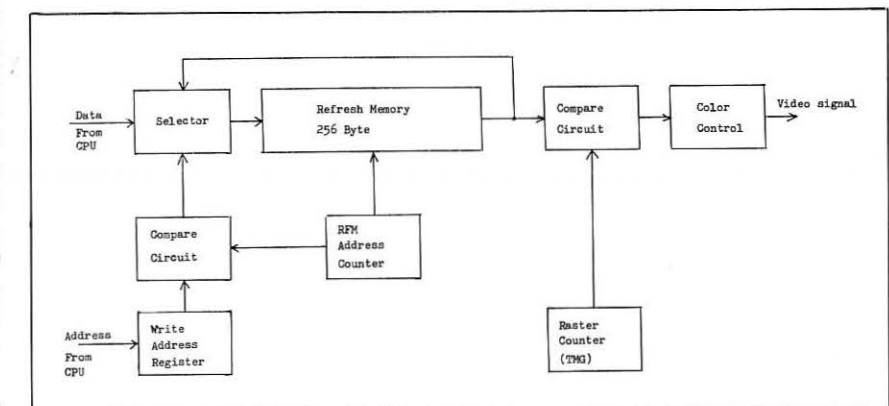 Data
From
CPU
Selector
Refresh Memory
256 Byte
Compare
Circuit
Color
Control
Video signal
Compare
Circuit
RFM
Address
Counter
Address
From
CPU
Write
Address
Register
Raster
Counter
(TMG)